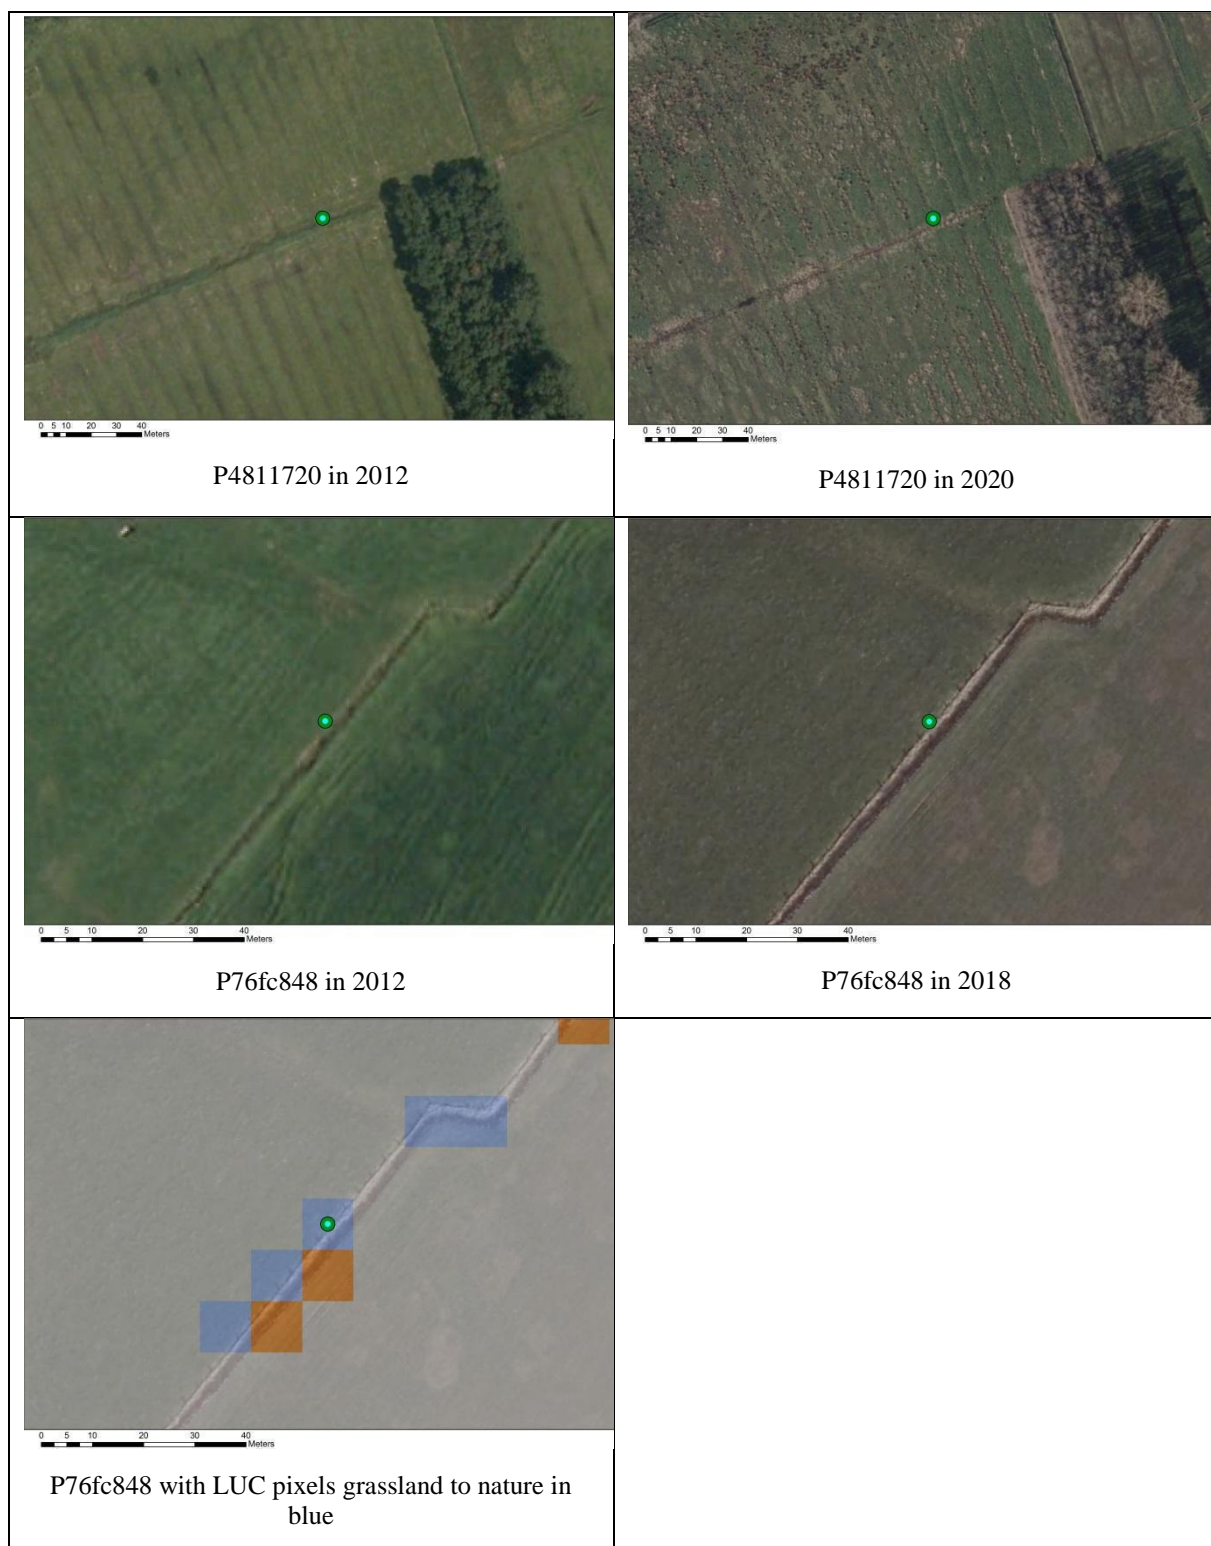 0 5 10 20 30 40
Meters
P4811720 in 2012
0 5 10 20 30 40
Meters
P4811720 in 2020
0 5 10 20 30 40
Meters
P76fc848 in 2012
0 5 10 20 30 40
Meters
P76fc848 in 2018
0 5 10 20 30 40
Meters
P76fc848 with LUC pixels grassland to nature in
blue